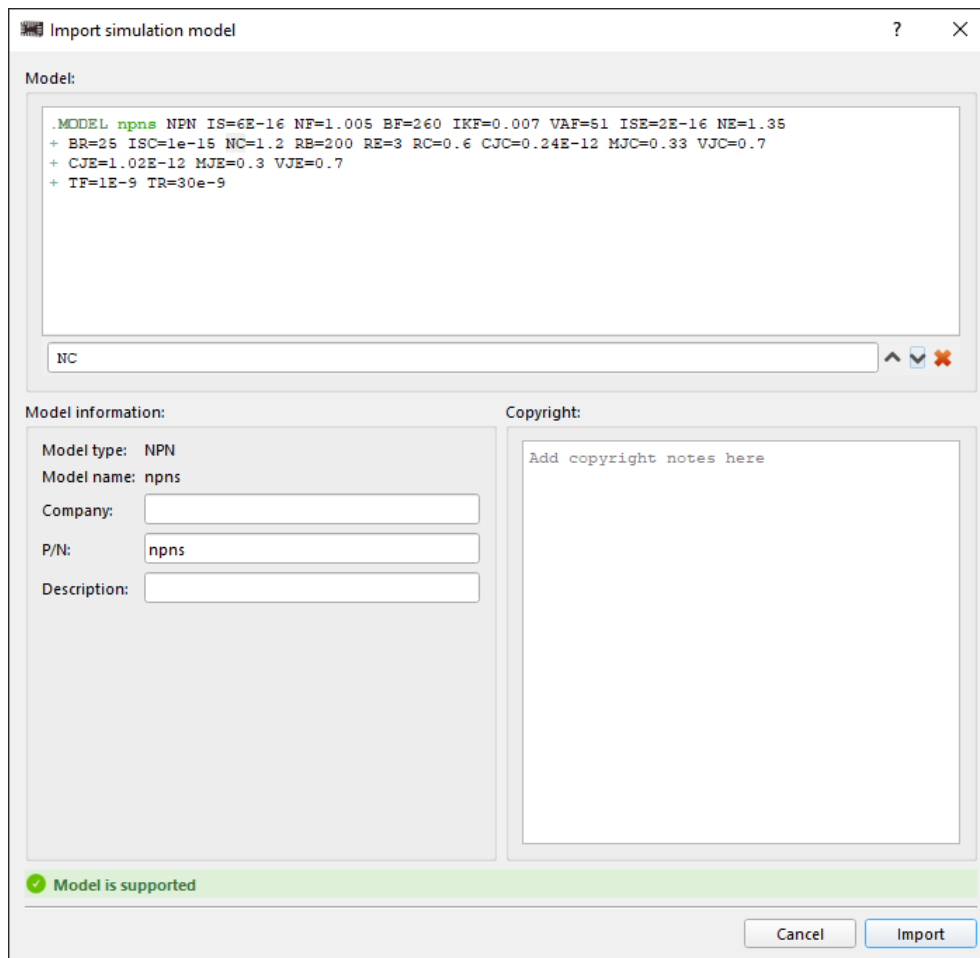 Import simulation model
?
Model:
.MODEL npns NPN IS=6E-16 NF=1.005 BF=260 IKF=0.007 VAF=51 ISE=2E-16 NE=1.35
+ BR=25 ISC=1e-15 NC=1.2 RB=200 RE=3 RC=0.6 CJC=0.24E-12 MJC=0.33 VJC=0.7
+ CJE=1.02E-12 MJE=0.3 VJE=0.7
+ TF=1E-9 TR=30e-9
NC
Model information:
Model type: NPN
Model name: npns
Company:
P/N: npns
Description:
Copyright:
Add copyright notes here
Model is supported
Cancel
Import